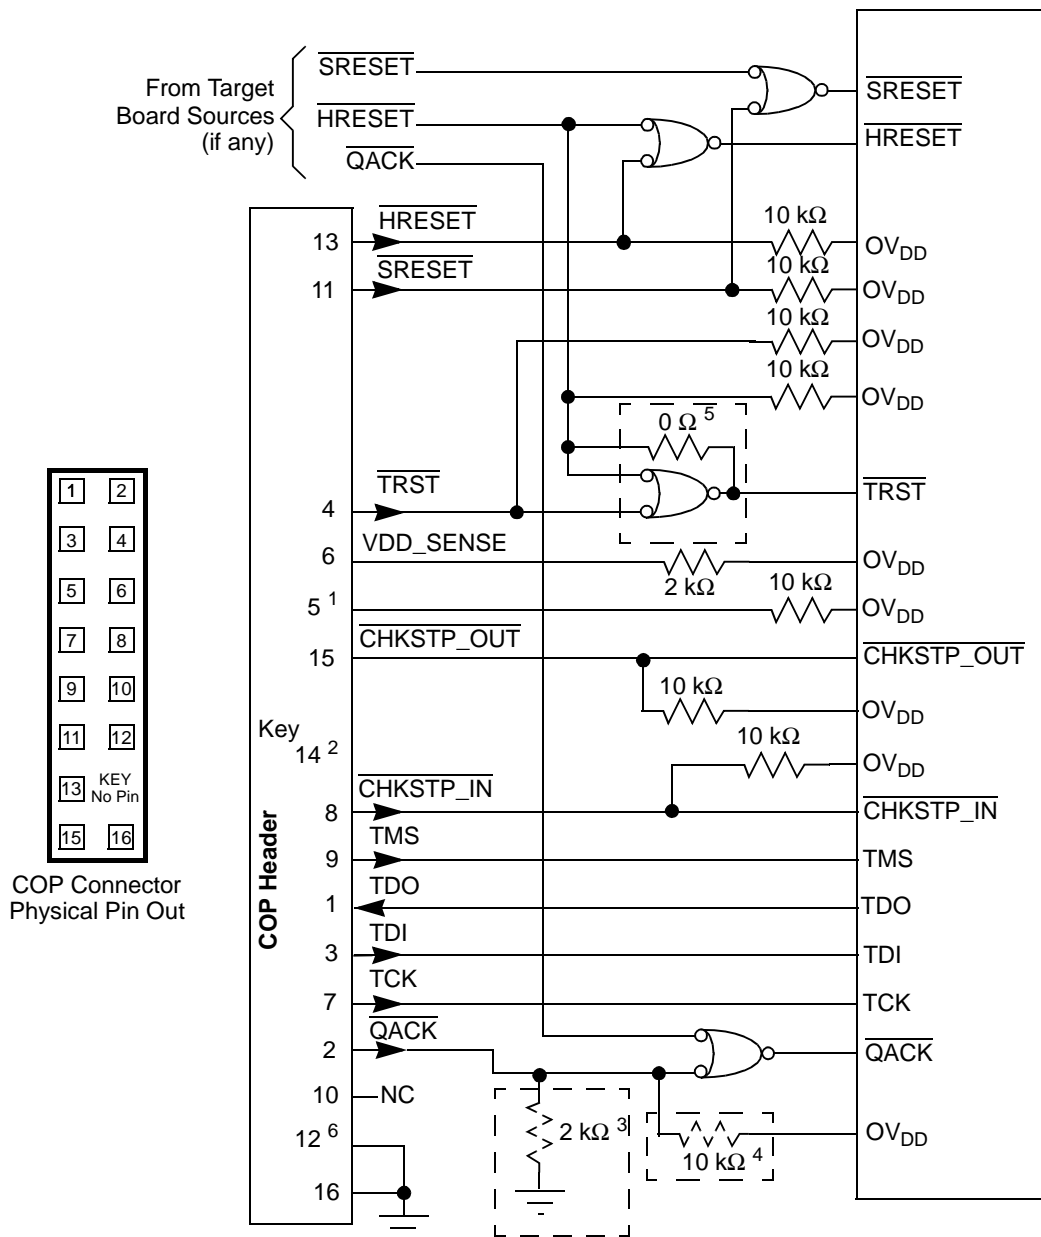 From Target
Board Sources
(if any)
SRESET
HRESET
QACK
SRESET
HRESET
13
HRESET
10 kΩ
OVDD
11
SRESET
10 kΩ
OVDD
10 kΩ
OVDD
10 kΩ
OVDD
0 Ω 5
4
TRST
TRST
6
VDD_SENSE
2 kΩ
OVDD
5 1
10 kΩ
OVDD
15
CHKSTP_OUT
CHKSTP_OUT
10 kΩ
OVDD
Key
14 2
10 kΩ
OVDD
8
CHKSTP_IN
CHKSTP_IN
9
TMS
TMS
1
TDO
TDO
3
TDI
TDI
7
TCK
TCK
2
QACK
QACK
10
NC
12 6
2 kΩ 3
10 kΩ 4
OVDD
16
COP Header
1 2
3 4
5 6
7 8
9 10
11 12
13 KEY
No Pin
15 16
COP Connector
Physical Pin Out